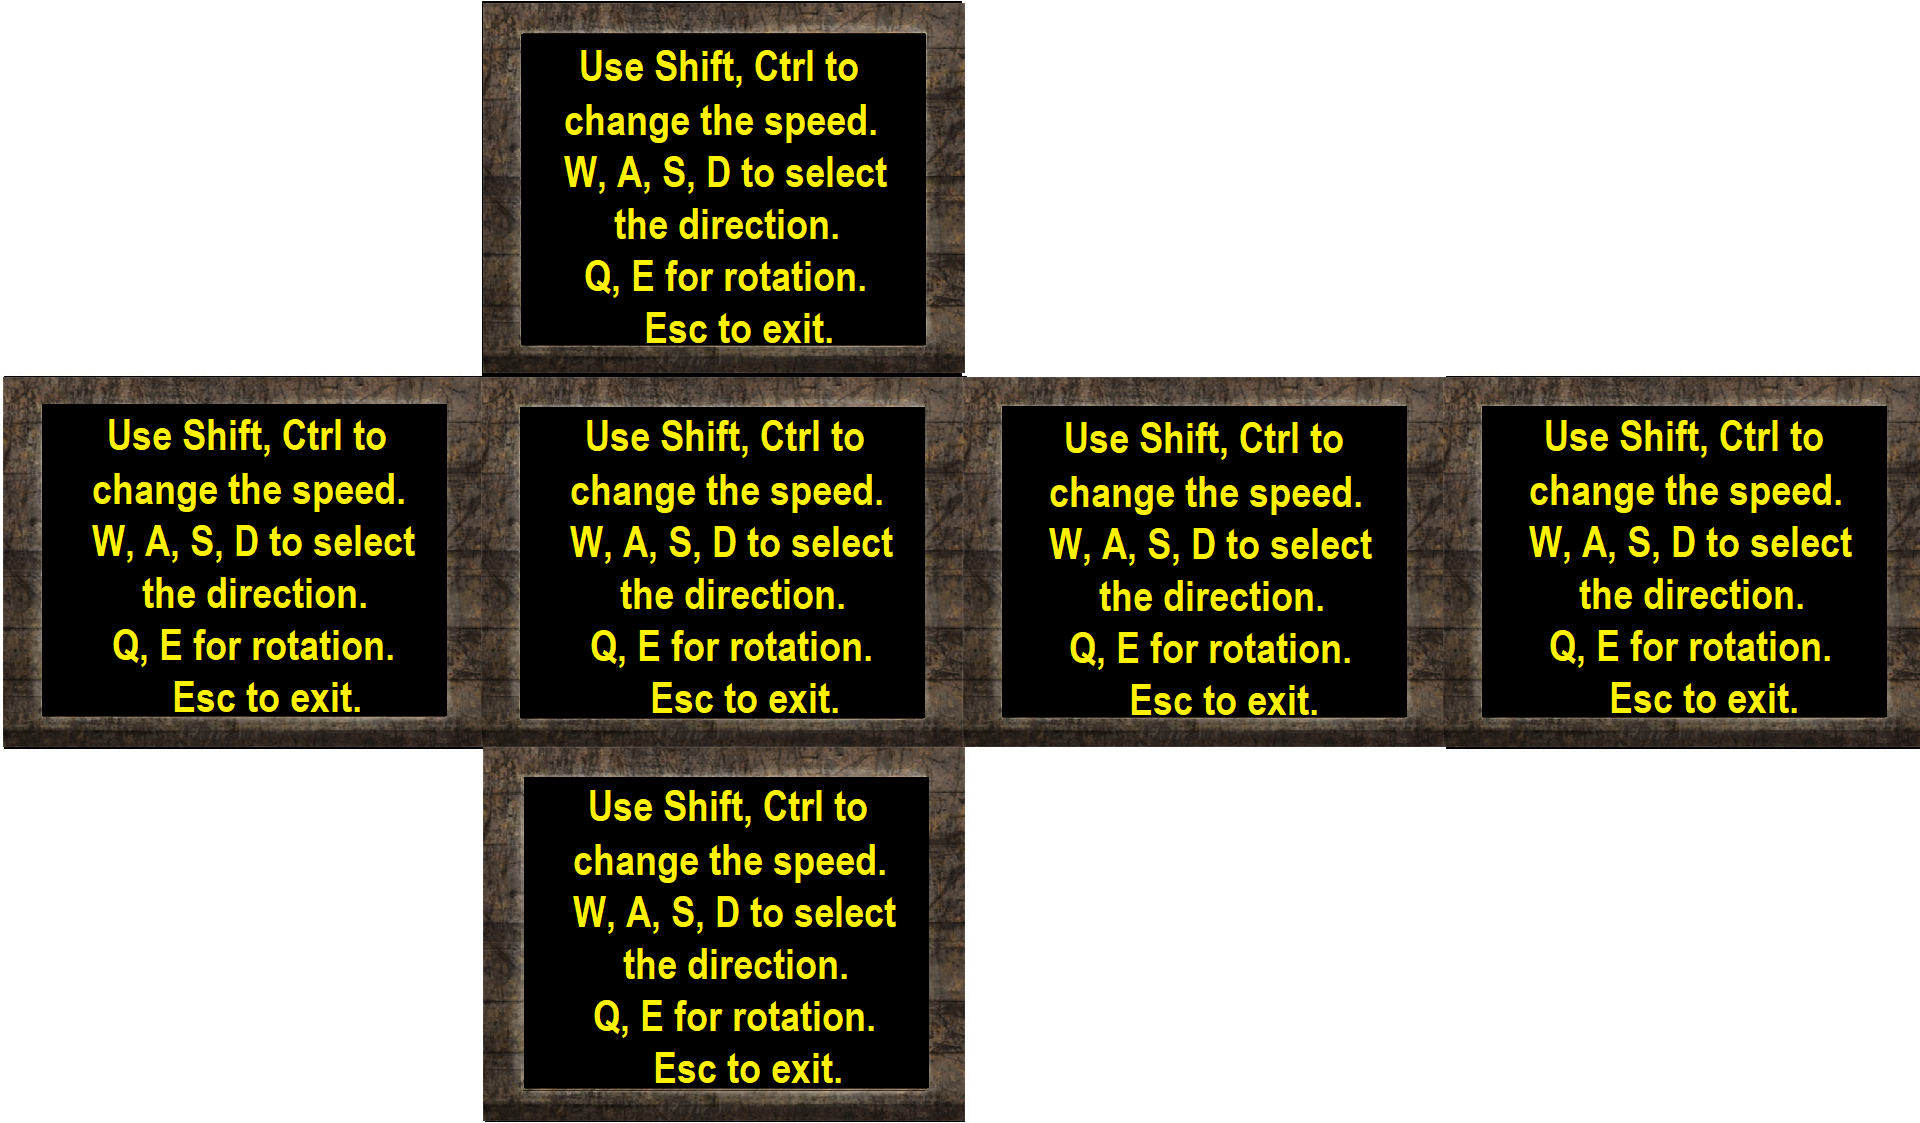 Use Shift, Ctrl to
change the speed.
W, A, S, D to select
the direction.
Q, E for rotation.
Esc to exit.
Use Shift, Ctrl to
change the speed.
W, A, S, D to select
the direction.
Q, E for rotation.
Esc to exit.
Use Shift, Ctrl to
change the speed.
W, A, S, D to select
the direction.
Q, E for rotation.
Esc to exit.
Use Shift, Ctrl to
change the speed.
W, A, S, D to select
the direction.
Q, E for rotation.
Esc to exit.
Use Shift, Ctrl to
change the speed.
W, A, S, D to select
the direction.
Q, E for rotation.
Esc to exit.
Use Shift, Ctrl to
change the speed.
W, A, S, D to select
the direction.
Q, E for rotation.
Esc to exit.